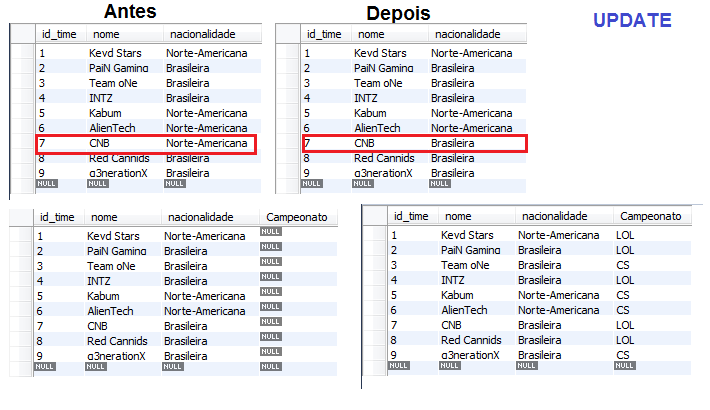 Antes Depois UPDATE
id_time nome nacionalidade id_time nome nacionalidade
1 Keyd Stars Norte-Americana 1 Keyd Stars Norte-Americana
2 PaiN Gaming Brasileira 2 PaiN Gaming Brasileira
3 Team oNe Brasileira 3 Team oNe Brasileira
4 INTZ Brasileira 4 INTZ Brasileira
5 Kabum Norte-Americana 5 Kabum Norte-Americana
6 AlienTech Norte-Americana 6 AlienTech Norte-Americana
7 CNB Norte-Americana 7 CNB Brasileira
8 Red Cannids Brasileira 8 Red Cannids Brasileira
9 g3nerationX Brasileira 9 g3nerationX Brasileira
NULL NULL NULL NULL NULL NULL
id_time nome nacionalidade Campeonato id_time nome nacionalidade Campeonato
1 Keyd Stars Norte-Americana NULL 1 Keyd Stars Norte-Americana LOL
2 PaiN Gaming Brasileira NULL 2 PaiN Gaming Brasileira LOL
3 Team oNe Brasileira NULL 3 Team oNe Brasileira CS
4 INTZ Brasileira NULL 4 INTZ Brasileira LOL
5 Kabum Norte-Americana NULL 5 Kabum Norte-Americana CS
6 AlienTech Norte-Americana NULL 6 AlienTech Norte-Americana CS
7 CNB Brasileira NULL 7 CNB Brasileira LOL
8 Red Cannids Brasileira NULL 8 Red Cannids Brasileira LOL
9 g3nerationX Brasileira NULL 9 g3nerationX Brasileira CS
NULL NULL NULL NULL NULL NULL NULL NULL